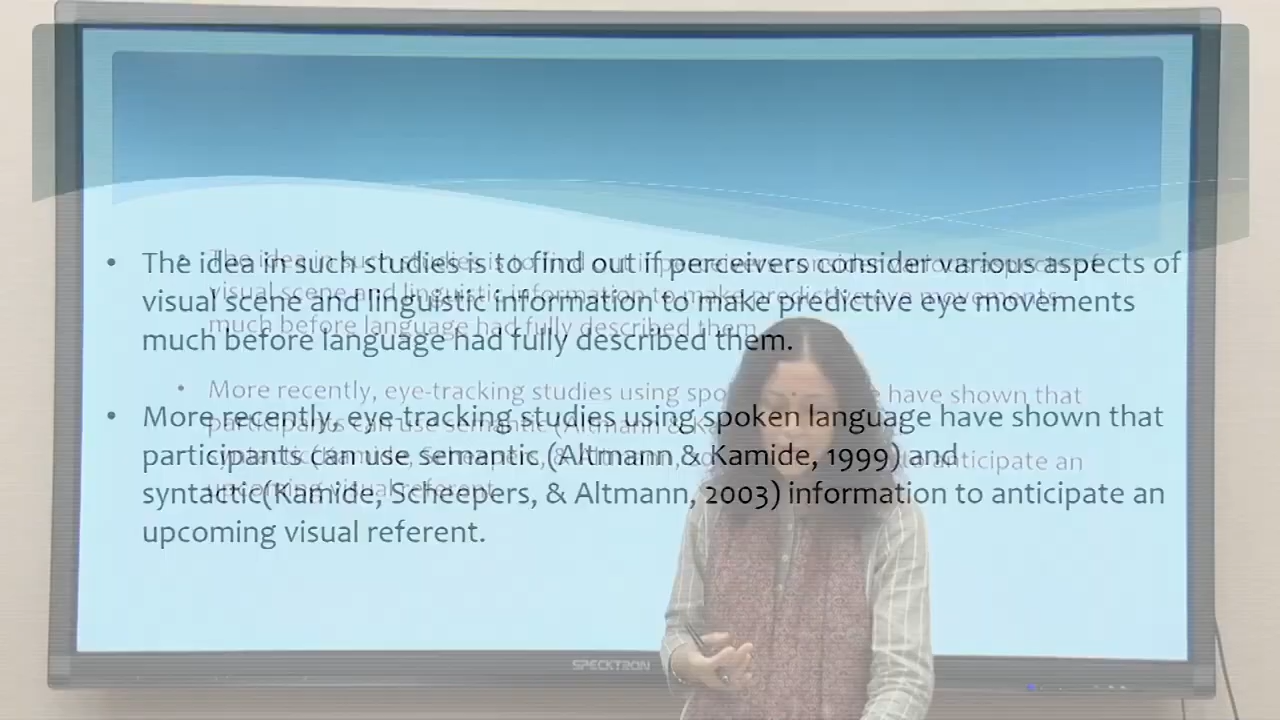 • The idea in such studies is to find out if perceivers consider various aspects of
visual scene and linguistic information to make predictive eye movements
much before language had fully described them.
• More recently, eye-tracking studies using spoken language have shown that
participants can use semantic (Altmann & Kamide, 1999) and
syntactic(Kamide, Scheepers, & Altmann, 2003) information to anticipate an
upcoming visual referent.
SPECKTRON